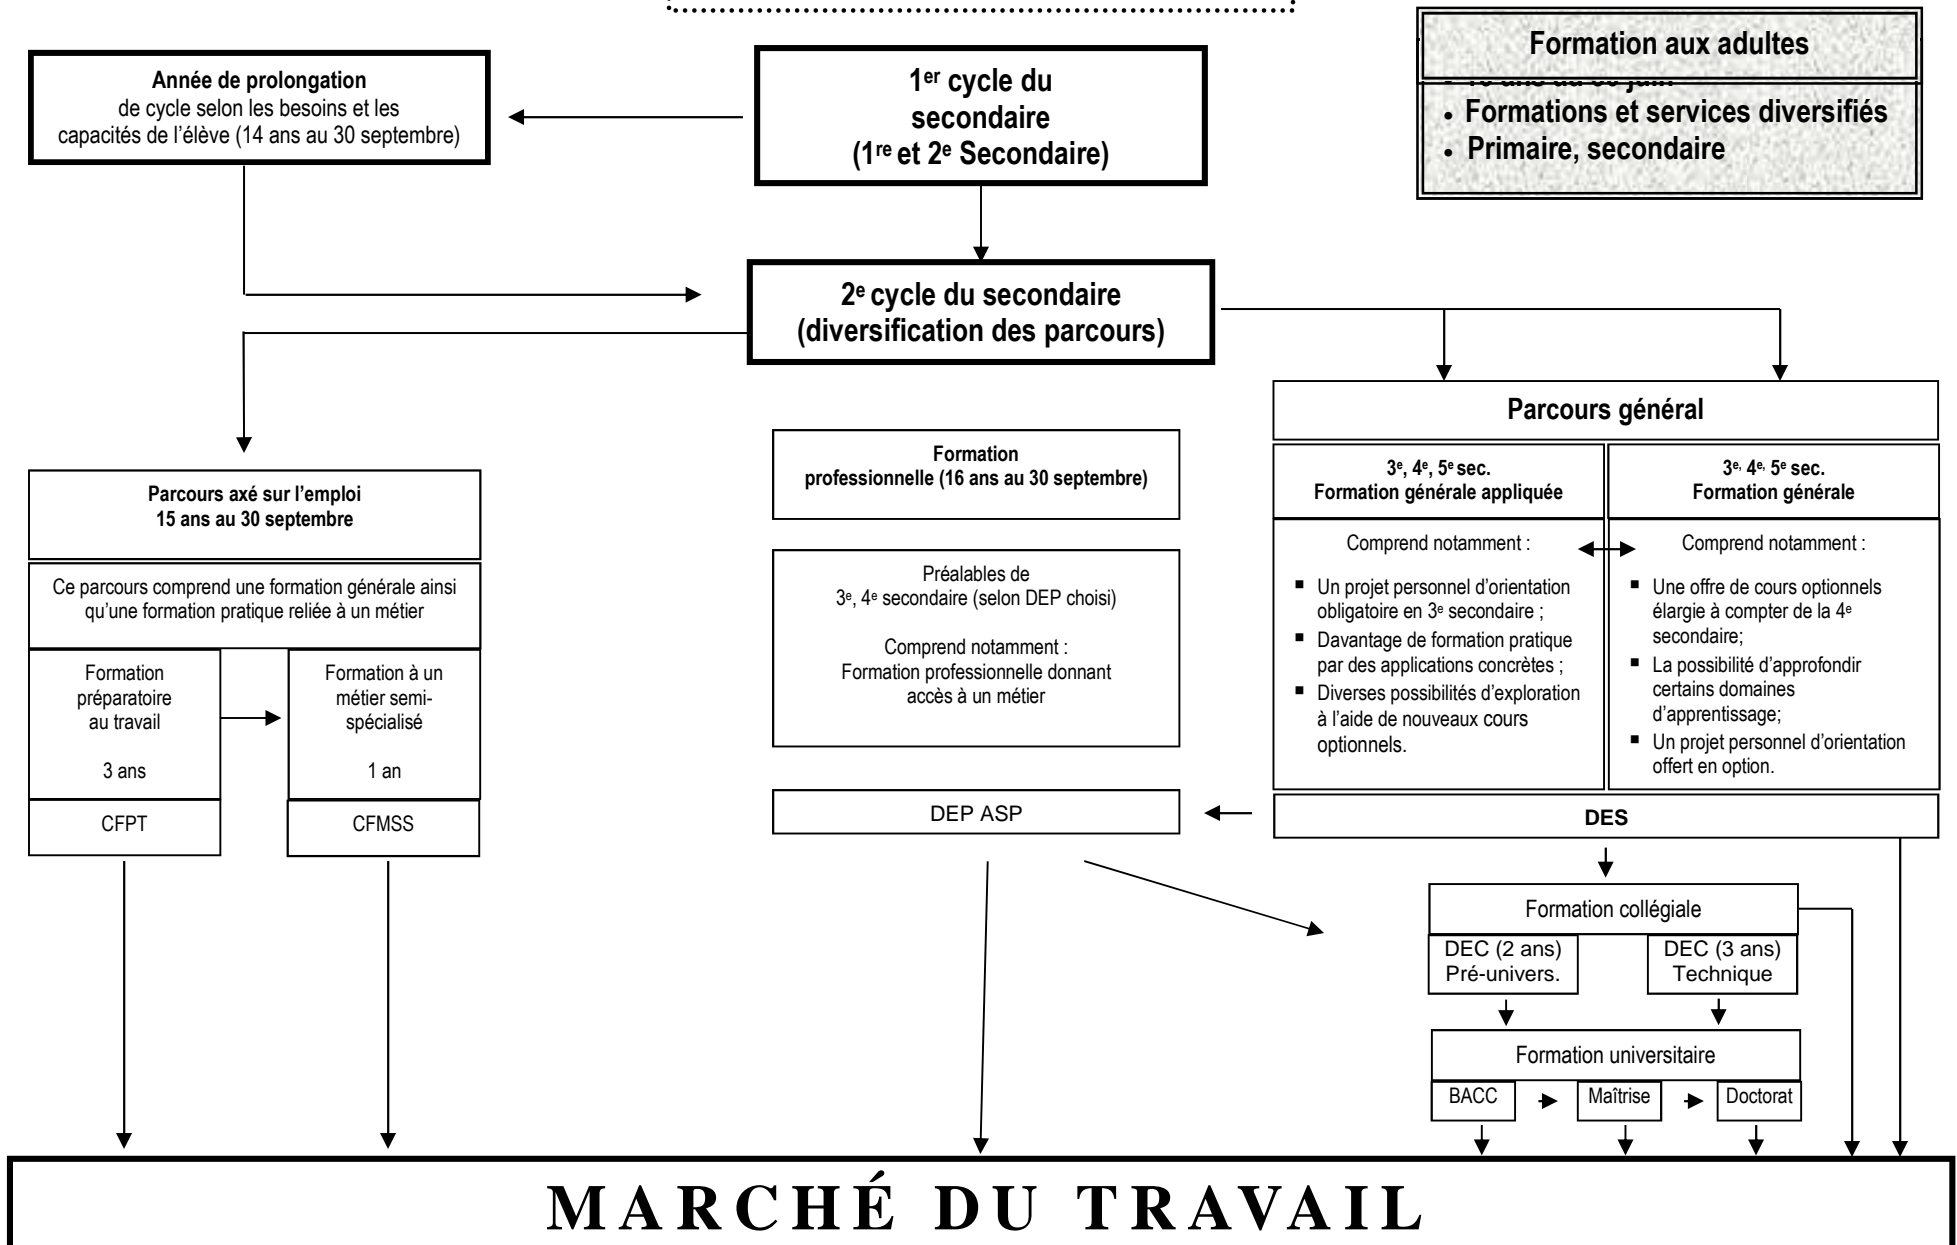 Année de prolongation
de cycle selon les besoins et les
capacités de l'élève (14 ans au 30 septembre)
1er cycle du
secondaire
(1re et 2e Secondaire)
Formation aux adultes
• Formations et services diversifiés
• Primaire, secondaire
2e cycle du secondaire
(diversification des parcours)
Parcours axé sur l'emploi
15 ans au 30 septembre
Ce parcours comprend une formation générale ainsi
qu'une formation pratique reliée à un métier
Formation
préparatoire
au travail
3 ans
CFPT
Formation à un
métier semi-
spécialisé
1 an
CFMSS
Formation
professionnelle (16 ans au 30 septembre)
Préalables de
3e, 4e secondaire (selon DEP choisi)
Comprend notamment :
Formation professionnelle donnant
accès à un métier
DEP ASP
Parcours général
3e, 4e, 5e sec.
Formation générale appliquée
Comprend notamment :
▪ Un projet personnel d'orientation
obligatoire en 3e secondaire ;
▪ Davantage de formation pratique
par des applications concrètes ;
▪ Diverses possibilités d'exploration
à l'aide de nouveaux cours
optionnels.
3e, 4e, 5e sec.
Formation générale
Comprend notamment :
▪ Une offre de cours optionnels
élargie à compter de la 4e
secondaire;
▪ La possibilité d'approfondir
certains domaines
d'apprentissage;
▪ Un projet personnel d'orientation
offert en option.
DES
Formation collégiale
DEC (2 ans)
Pré-univers.
DEC (3 ans)
Technique
Formation universitaire
BACC
Maîtrise
Doctorat
MARCHÉ DU TRAVAIL